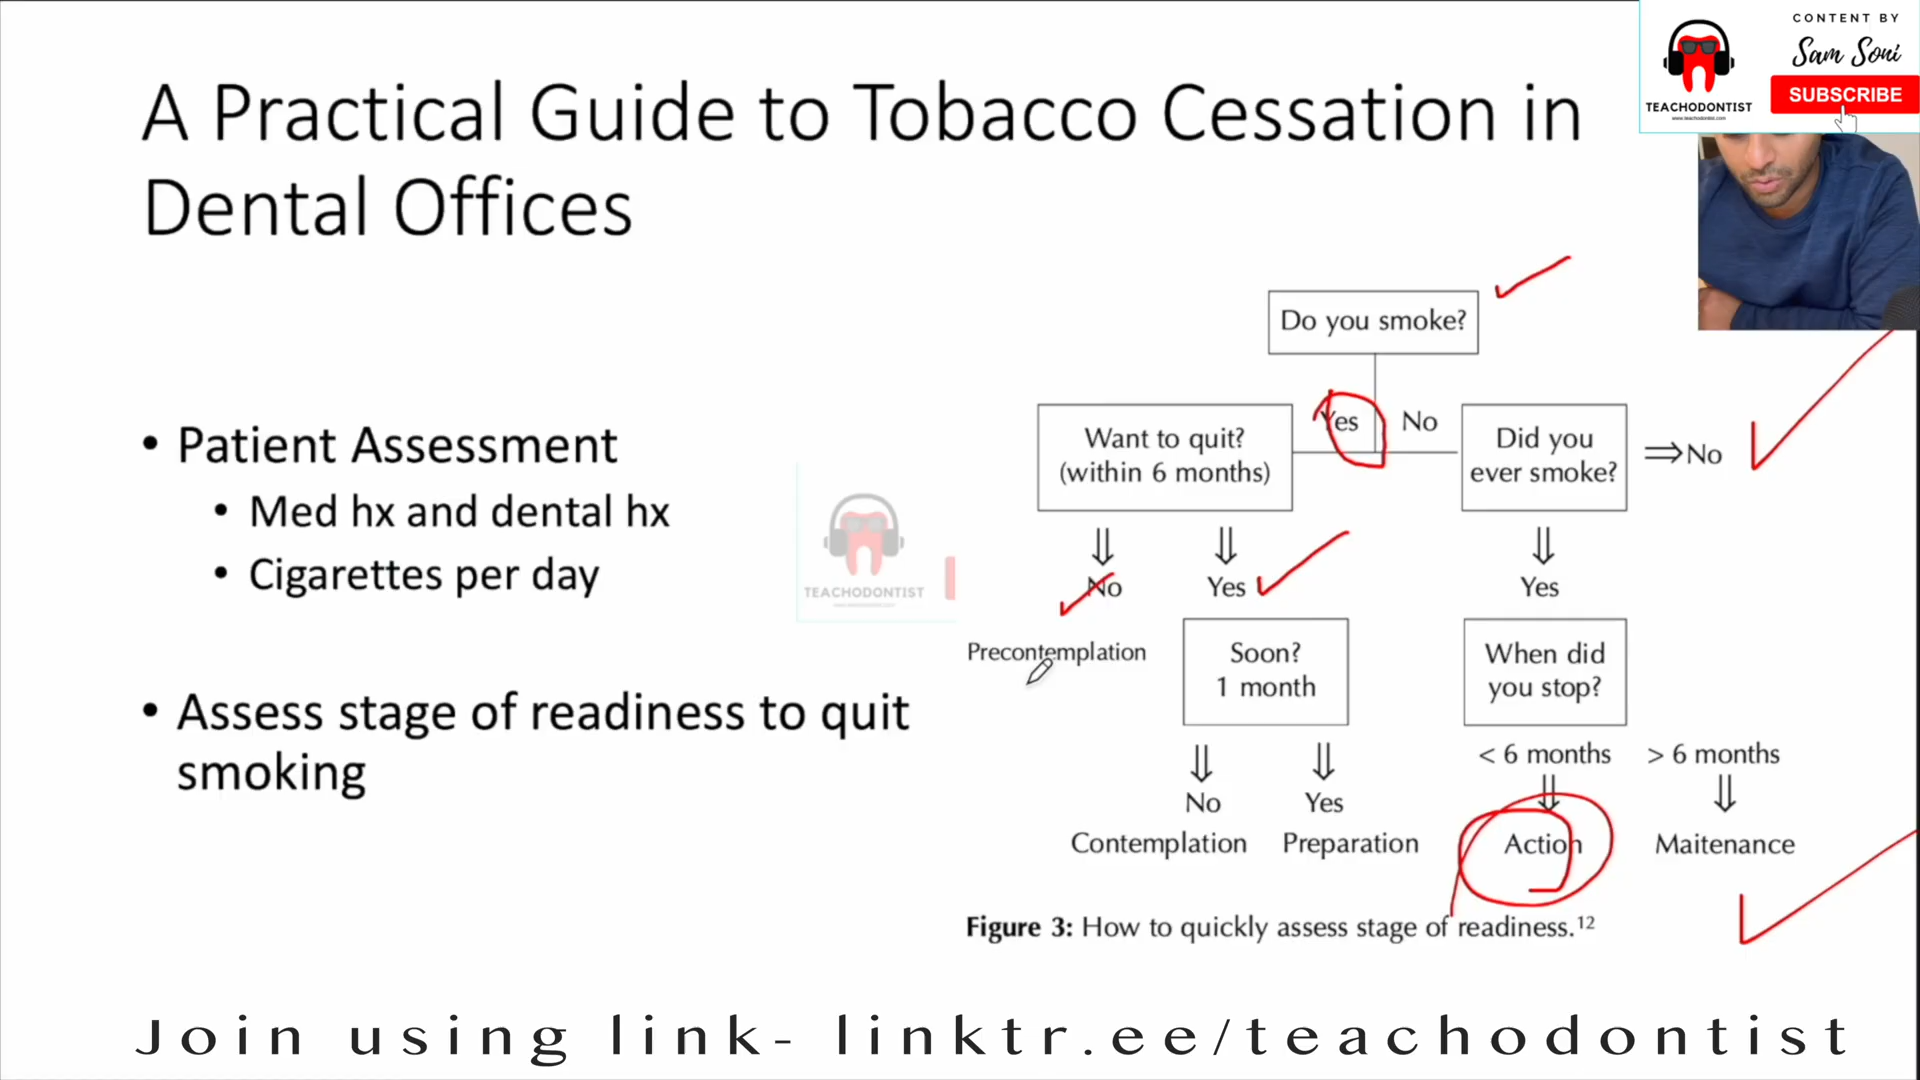 CONTENT BY
Sam Soni
SUBSCRIBE
TEACHODONTIST
www.teachodontist.com
A Practical Guide to Tobacco Cessation in
Dental Offices
• Patient Assessment
• Med hx and dental hx
• Cigarettes per day
• Assess stage of readiness to quit
smoking
TEACHODONTIST
Do you smoke?
Yes
No
Want to quit?
(within 6 months)
Did you
ever smoke?
⇒No
No
Yes
Yes
Precontemplation
Soon?
1 month
When did
you stop?
< 6 months
> 6 months
No
Yes
Contemplation
Preparation
Action
Maitenance
Figure 3: How to quickly assess stage of readiness.¹²
Join using link- linktr.ee/teachodontist